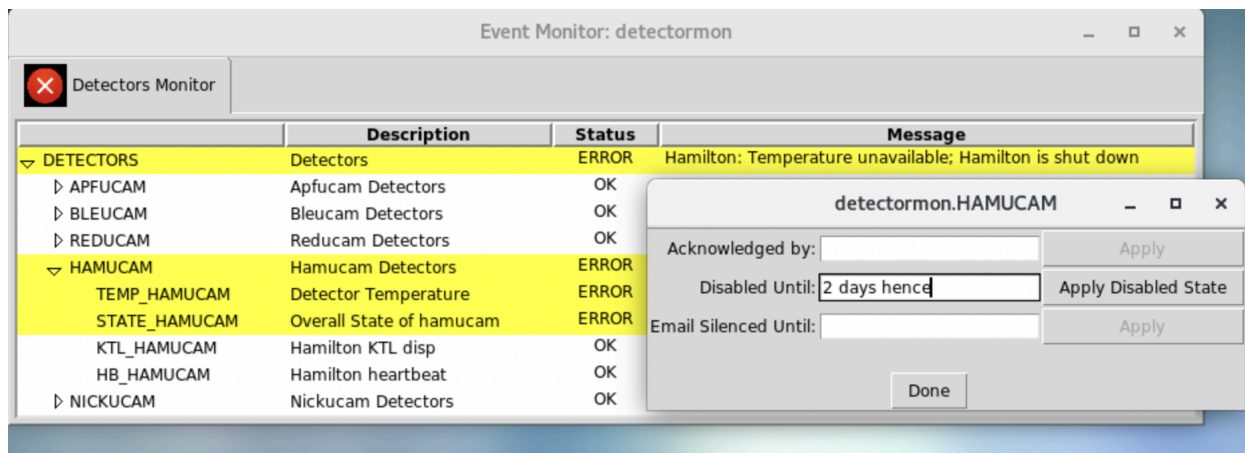 Event Monitor: detectormon
Detectors Monitor
Description Status Message
DETECTORS Detectors ERROR Hamilton: Temperature unavailable; Hamilton is shut down
APFUCAM Apfucam Detectors OK
BLEUCAM Bleucam Detectors OK
REDUCAM Reducam Detectors OK
HAMUCAM Hamucam Detectors ERROR
TEMP_HAMUCAM Detector Temperature ERROR
STATE_HAMUCAM Overall State of hamucam ERROR
KTL_HAMUCAM Hamilton KTL disp OK
HB_HAMUCAM Hamilton heartbeat OK
NICKUCAM Nickucam Detectors OK
detectormon.HAMUCAM
Acknowledged by: Apply
Disabled Until: 2 days hence Apply Disabled State
Email Silenced Until: Apply
Done